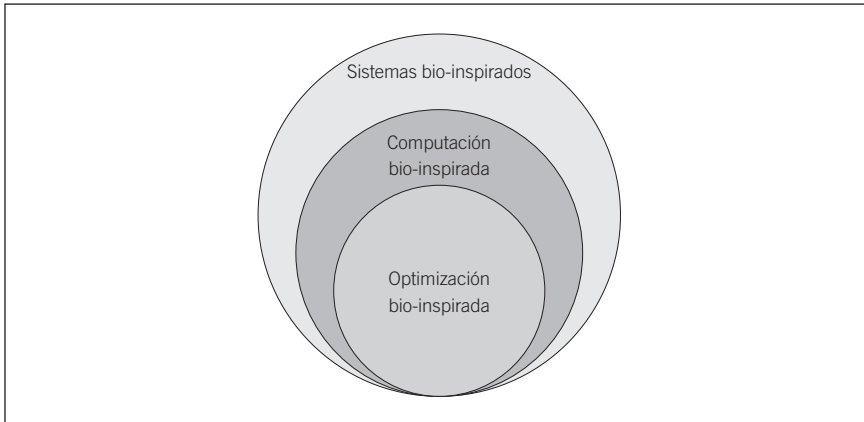 Sistemas bio-inspirados
Computación
bio-inspirada
Optimización
bio-inspirada